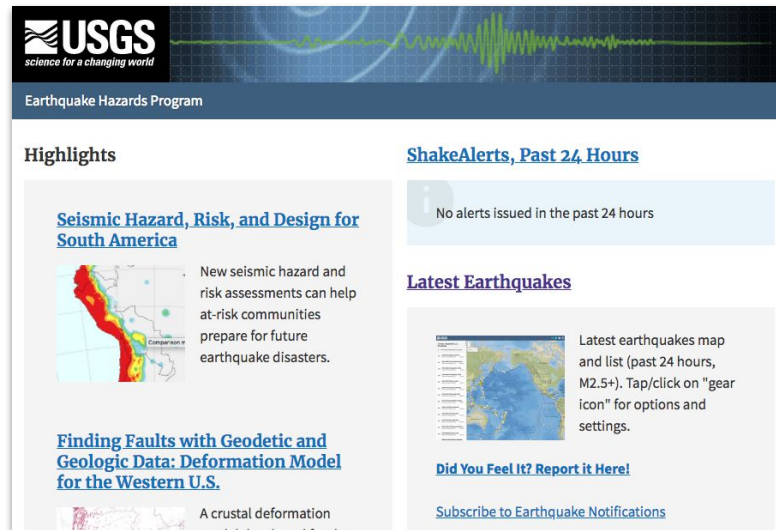 USGS
science for a changing world
Earthquake Hazards Program
Highlights
Seismic Hazard, Risk, and Design for
South America
New seismic hazard and
risk assessments can help
at-risk communities
prepare for future
earthquake disasters.
Comparison m
Finding Faults with Geodetic and
Geologic Data: Deformation Model
for the Western U.S.
A crustal deformation
ShakeAlerts, Past 24 Hours
No alerts issued in the past 24 hours
Latest Earthquakes
Latest earthquakes map
and list (past 24 hours,
M2.5+). Tap/click on "gear
icon" for options and
settings.
Did You Feel It? Report it Here!
Subscribe to Earthquake Notifications